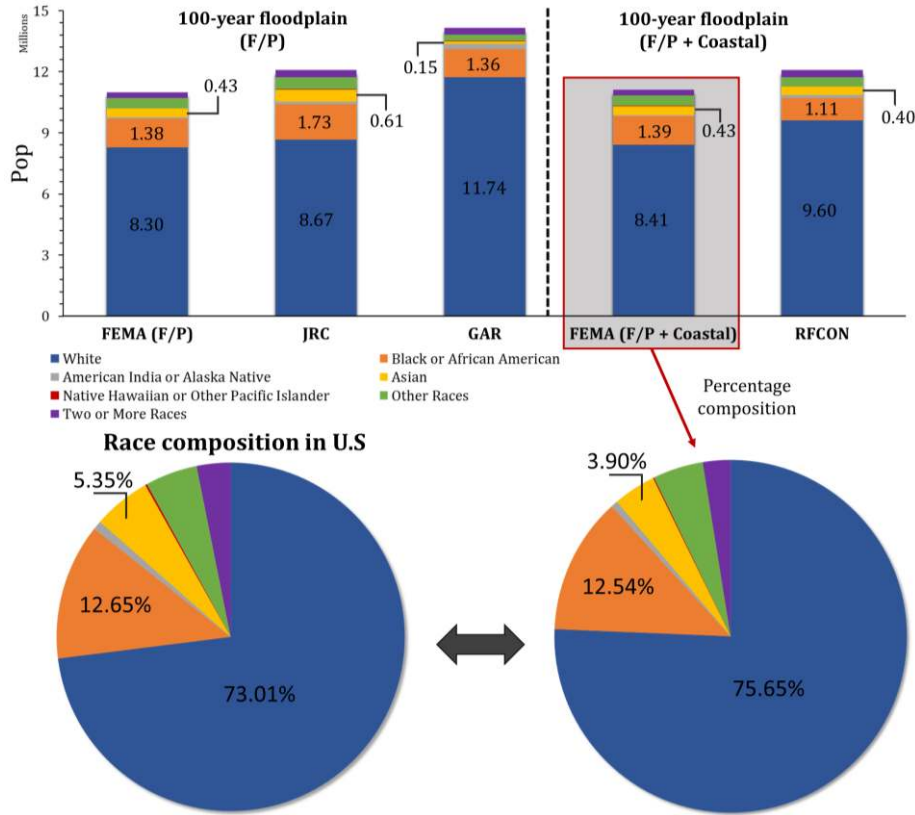 Millions
Pop
15
12
9
6
3
0
100-year floodplain
(F/P)
100-year floodplain
(F/P + Coastal)
0.43
1.38
8.30
1.73
0.61
8.67
0.15
1.36
11.74
1.39
0.43
8.41
1.11
0.40
9.60
FEMA (F/P)
JRC
GAR
FEMA (F/P + Coastal)
RFCON
White
Black or African American
American India or Alaska Native
Asian
Native Hawaiian or Other Pacific Islander
Other Races
Two or More Races
Percentage
composition
Race composition in U.S
5.35%
12.65%
73.01%
3.90%
12.54%
75.65%